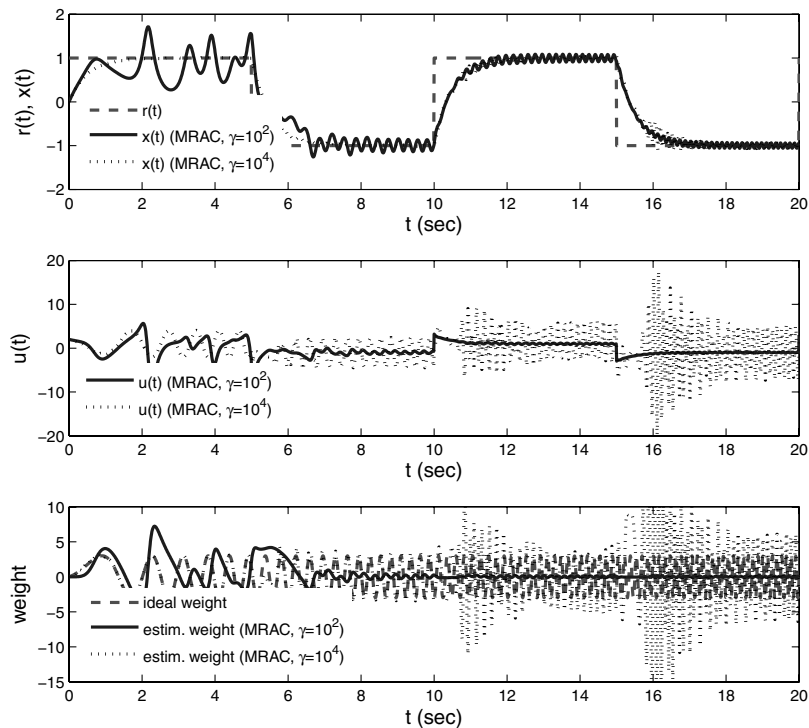 2
1
0
−1
−2
r(t), x(t)
r(t)
x(t) (MRAC, γ=10²)
x(t) (MRAC, γ=10⁴)
0 2 4 6 8 10 12 14 16 18 20
t (sec)
20
10
0
−10
−20
u(t)
u(t) (MRAC, γ=10²)
u(t) (MRAC, γ=10⁴)
0 2 4 6 8 10 12 14 16 18 20
t (sec)
10
5
0
−5
−10
−15
weight
ideal weight
estim. weight (MRAC, γ=10²)
estim. weight (MRAC, γ=10⁴)
0 2 4 6 8 10 12 14 16 18 20
t (sec)